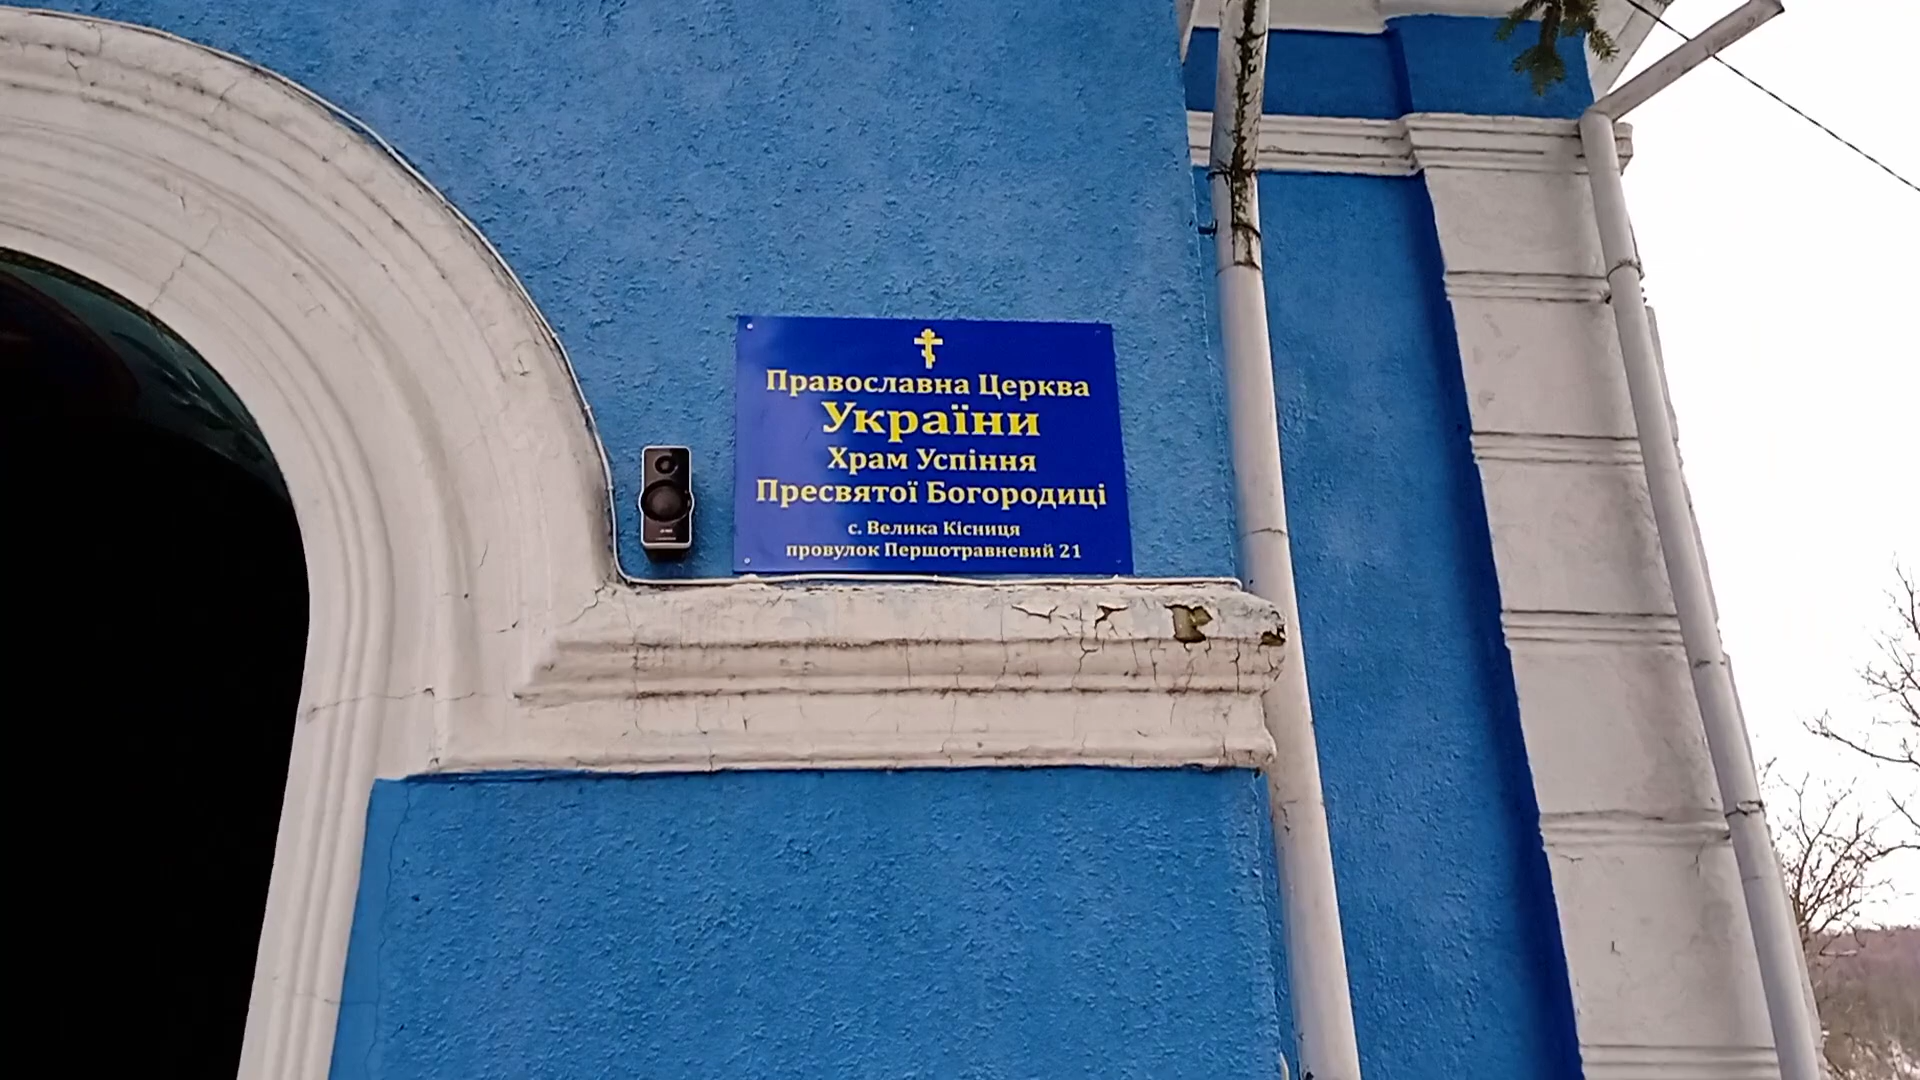 Православна Церква
України
Храм Успіння
Пресвятої Богородиці
с. Велика Кісниця
провулок Першотравневий 21